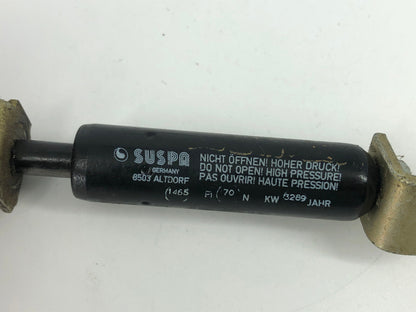 SUSPA
GERMANY
8503 ALTDORF
NICHT ÖFFNEN! HOHER DRUCK!
DO NOT OPEN! HIGH PRESSURE!
PAS OUVRIR! HAUTE PRESSION!
1465 F1 70 N KW 3289 JAHR